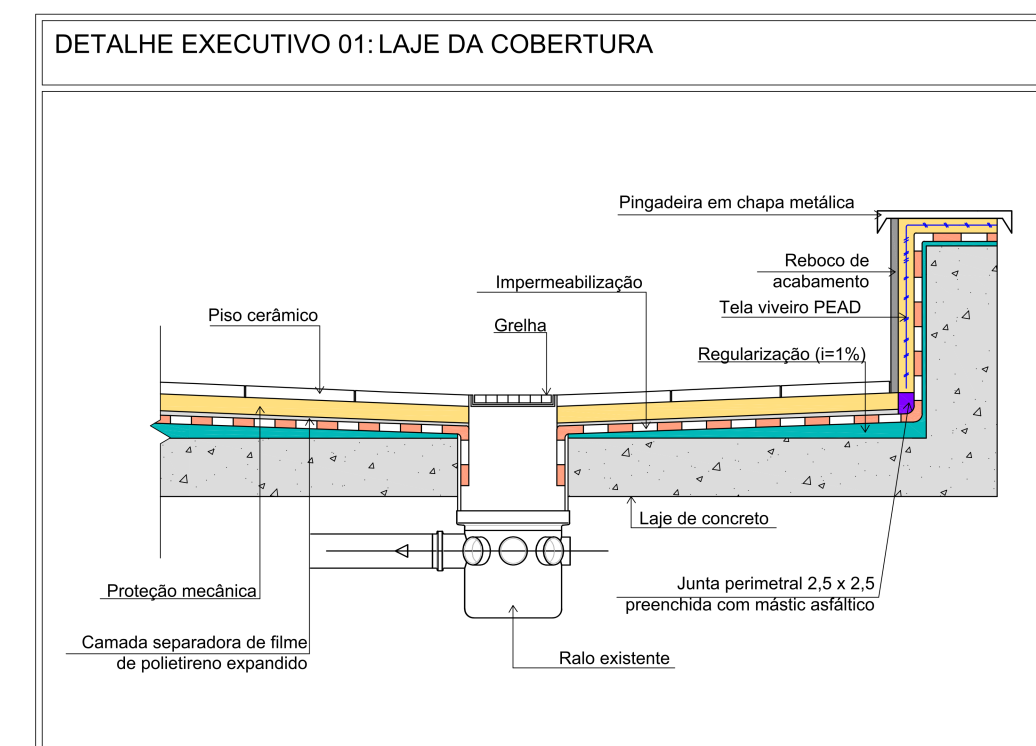 DETALHE EXECUTIVO 01: LAJE DA COBERTURA
Pingadeira em chapa metálica
Reboco de
acabamento
Impermeabilização
Tela viveiro PEAD
Piso cerâmico
Grelha
Regularização (i=1%)
Laje de concreto
Proteção mecânica
Junta perimetral 2,5 x 2,5
preenchida com mástic asfáltico
Camada separadora de filme
de polietireno expandido
Ralo existente